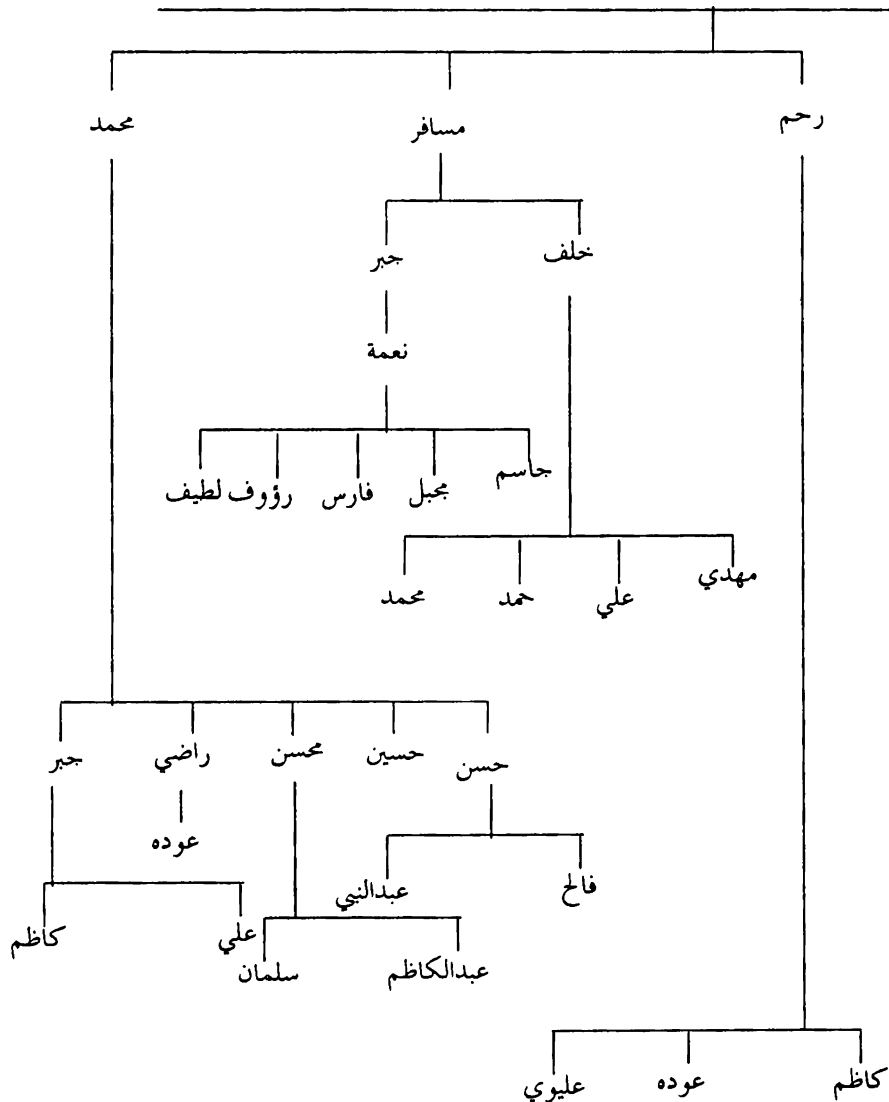 رحم مسافر محمد
خلف جبر
نعمة
جاسم مجبل فارس رؤوف لطيف
مهدي علي حمد محمد
حسن حسين محسن راضي جبر
عوده
فالح عبدالنبي
علي كاظم
عبدالكاظم سلمان
كاظم عوده عليوي